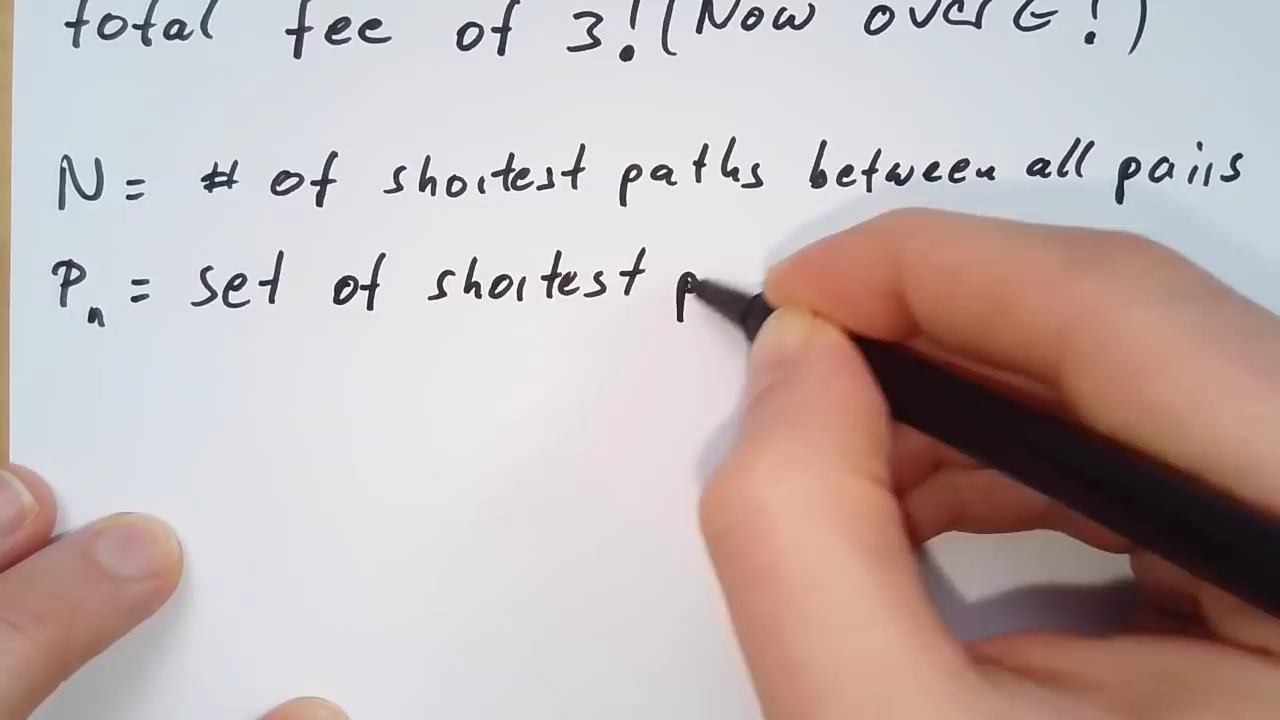 total fee of 3! (Now over E!)
N = # of shortest paths between all pairs
Pn = set of shortest p